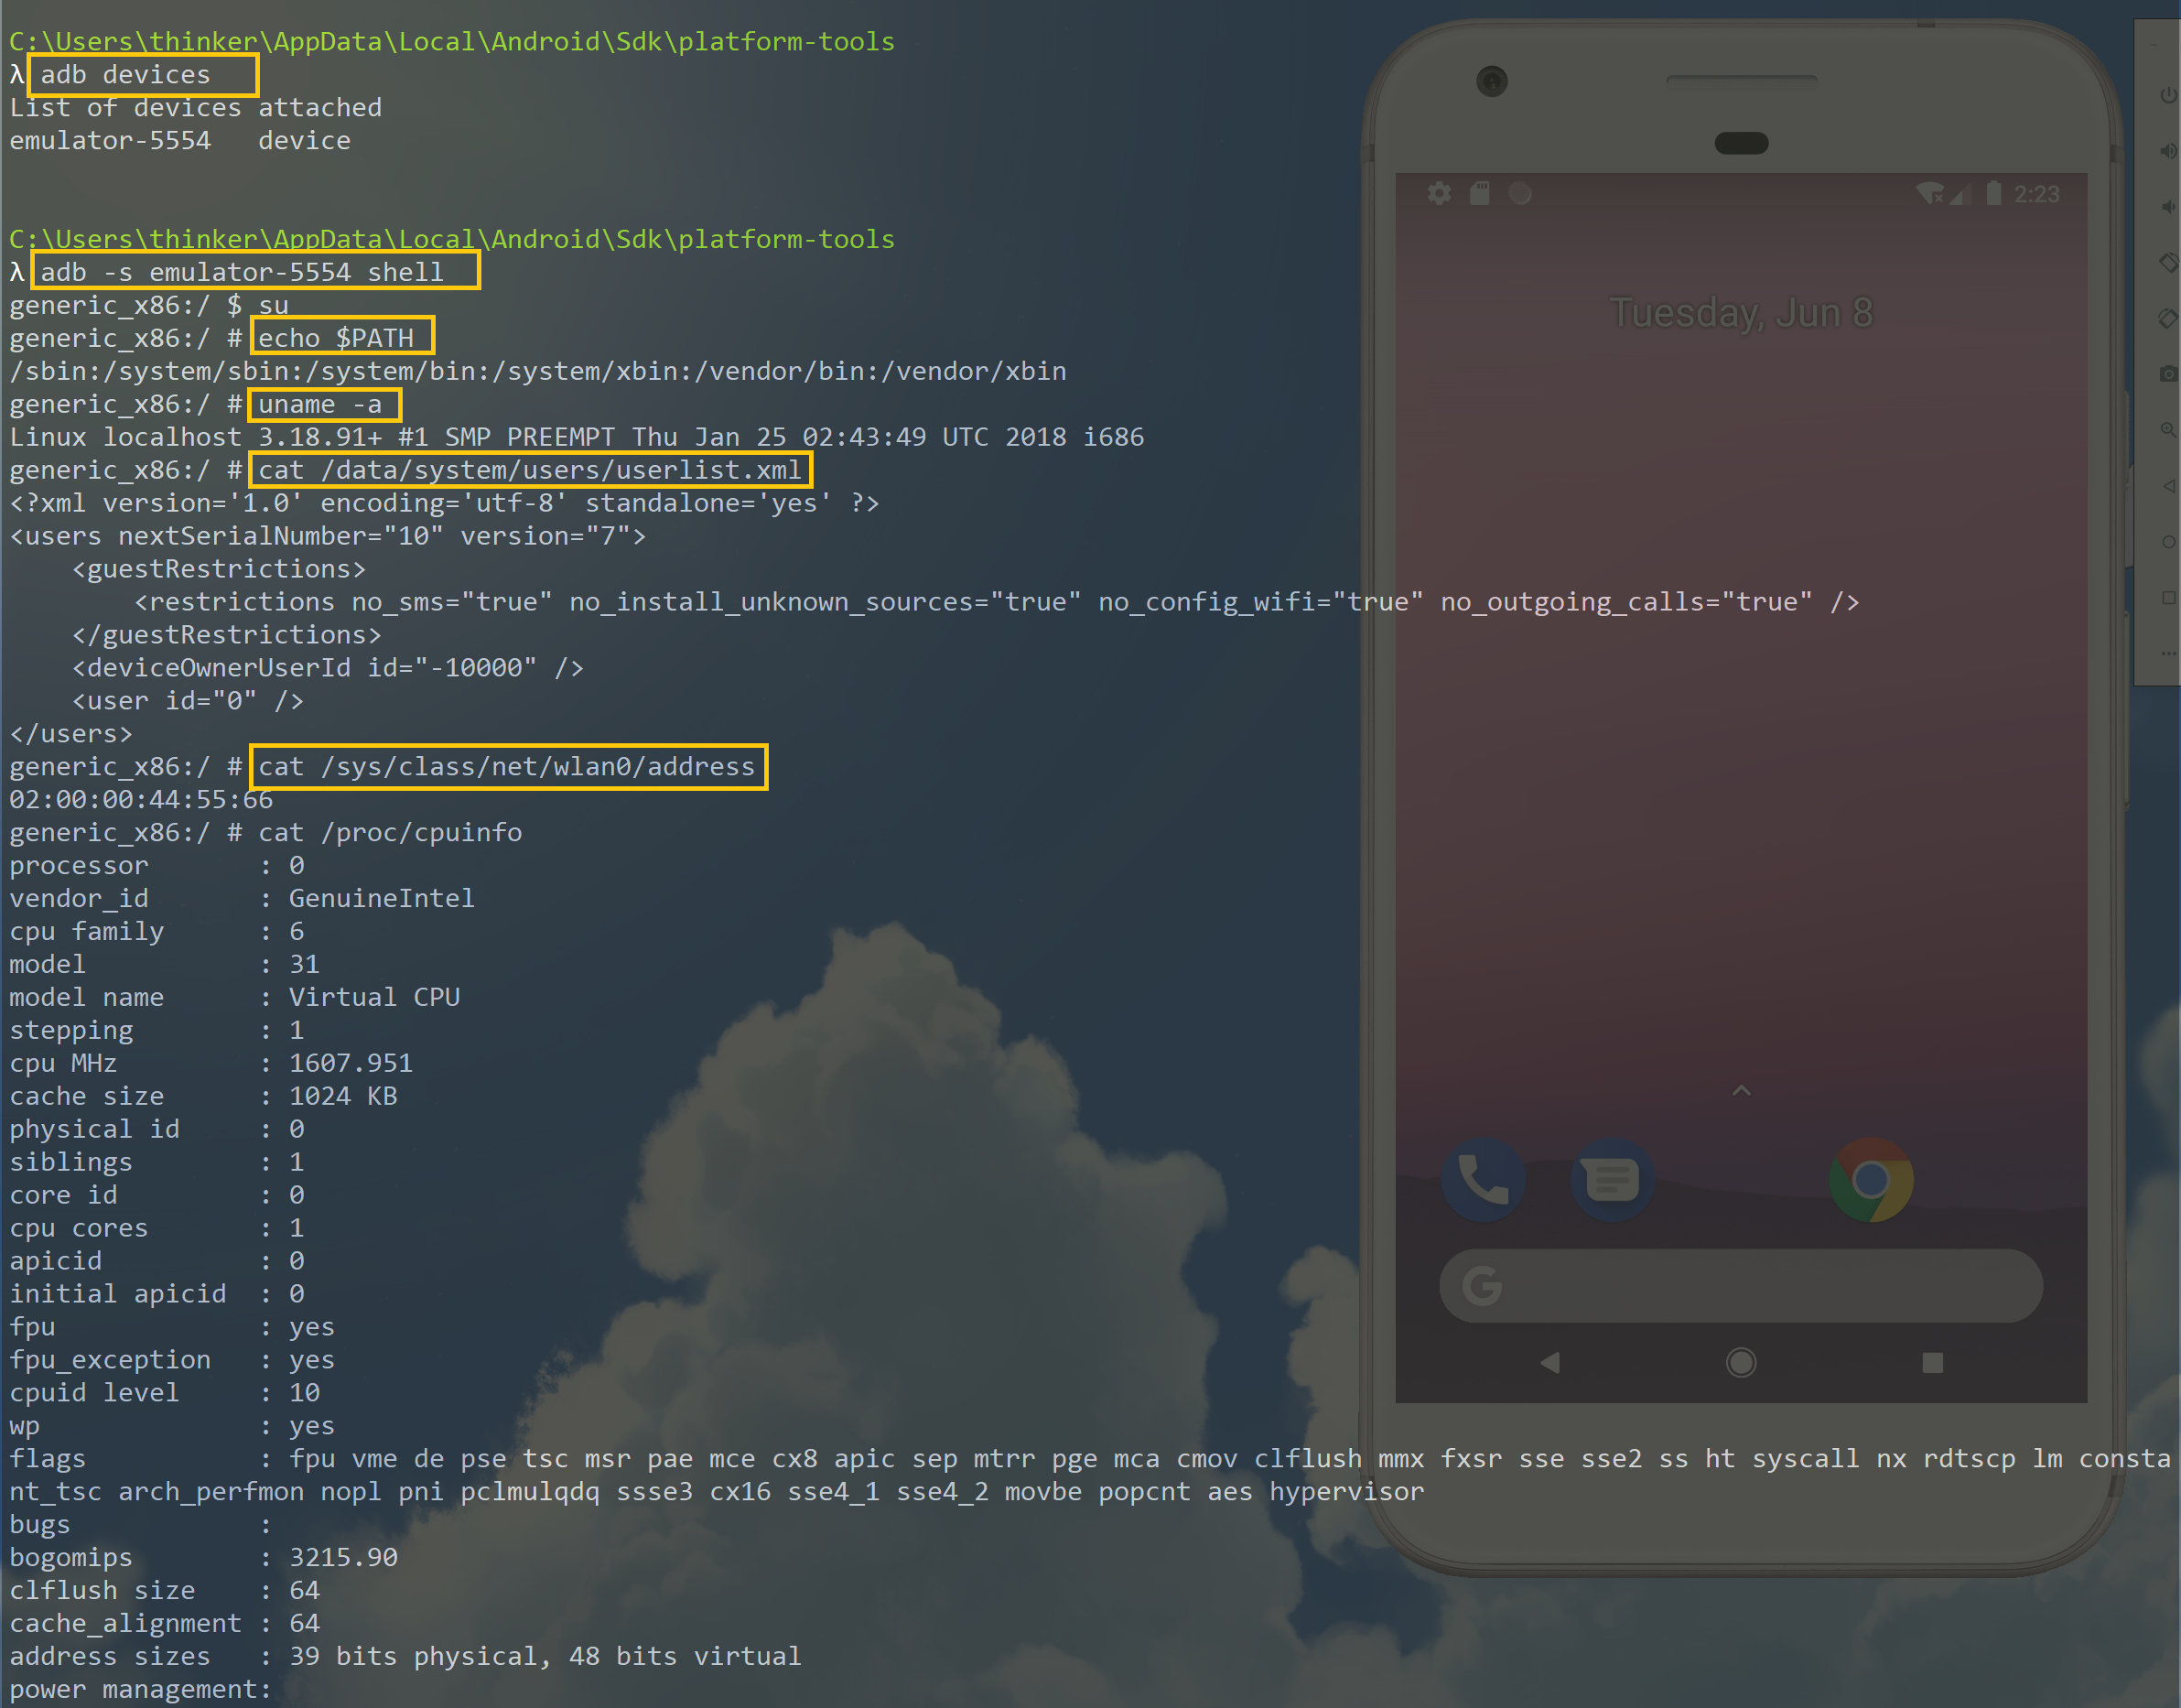 C:\Users\thinker\AppData\Local\Android\Sdk\platform-tools
λ adb devices
List of devices attached
emulator-5554   device
C:\Users\thinker\AppData\Local\Android\Sdk\platform-tools
λ adb -s emulator-5554 shell
generic_x86:/ $ su
generic_x86:/ # echo $PATH
/sbin:/system/sbin:/system/bin:/system/xbin:/vendor/bin:/vendor/xbin
generic_x86:/ # uname -a
Linux localhost 3.18.91+ #1 SMP PREEMPT Thu Jan 25 02:43:49 UTC 2018 i686
generic_x86:/ # cat /data/system/users/userlist.xml
<?xml version='1.0' encoding='utf-8' standalone='yes' ?>
<users nextSerialNumber="10" version="7">
    <guestRestrictions>
        <restrictions no_sms="true" no_install_unknown_sources="true" no_config_wifi="true" no_outgoing_calls="true" />
    </guestRestrictions>
    <deviceOwnerUserId id="-10000" />
    <user id="0" />
</users>
generic_x86:/ # cat /sys/class/net/wlan0/address
02:00:00:44:55:66
generic_x86:/ # cat /proc/cpuinfo
processor       : 0
vendor_id       : GenuineIntel
cpu family      : 6
model           : 31
model name      : Virtual CPU
stepping        : 1
cpu MHz         : 1607.951
cache size      : 1024 KB
physical id     : 0
siblings        : 1
core id         : 0
cpu cores       : 1
apicid          : 0
initial apicid  : 0
fpu             : yes
fpu_exception   : yes
cpuid level     : 10
wp              : yes
flags           : fpu vme de pse tsc msr pae mce cx8 apic sep mtrr pge mca cmov clflush mmx fxsr sse sse2 ss ht syscall nx rdtscp lm consta
nt_tsc arch_perfmon nopl pni pclmulqdq ssse3 cx16 sse4_1 sse4_2 movbe popcnt aes hypervisor
bugs            :
bogomips        : 3215.90
clflush size    : 64
cache_alignment : 64
address sizes   : 39 bits physical, 48 bits virtual
power management:
2:23
Tuesday, Jun 8
G